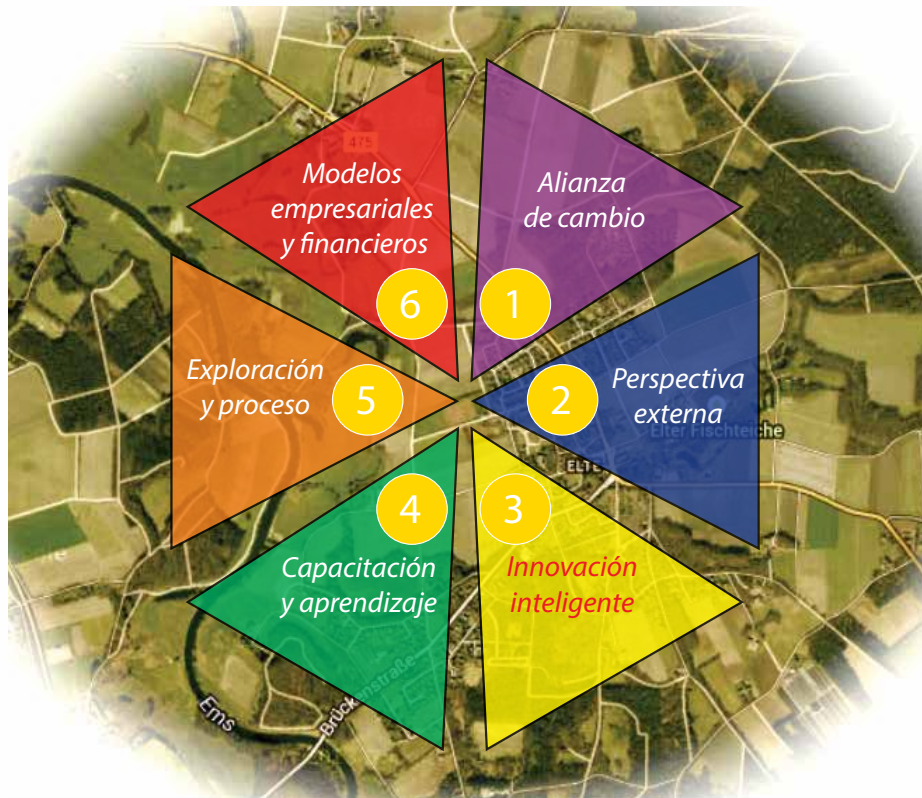 475
Modelos
empresariales
y financieros
6
Alianza
de cambio
1
Exploración
y proceso
5
2
Perspectiva
externa
Elter Fischteiche
ELTE
4
Capacitación
y aprendizaje
3
Innovación
inteligente
Ems
Brückenstraße